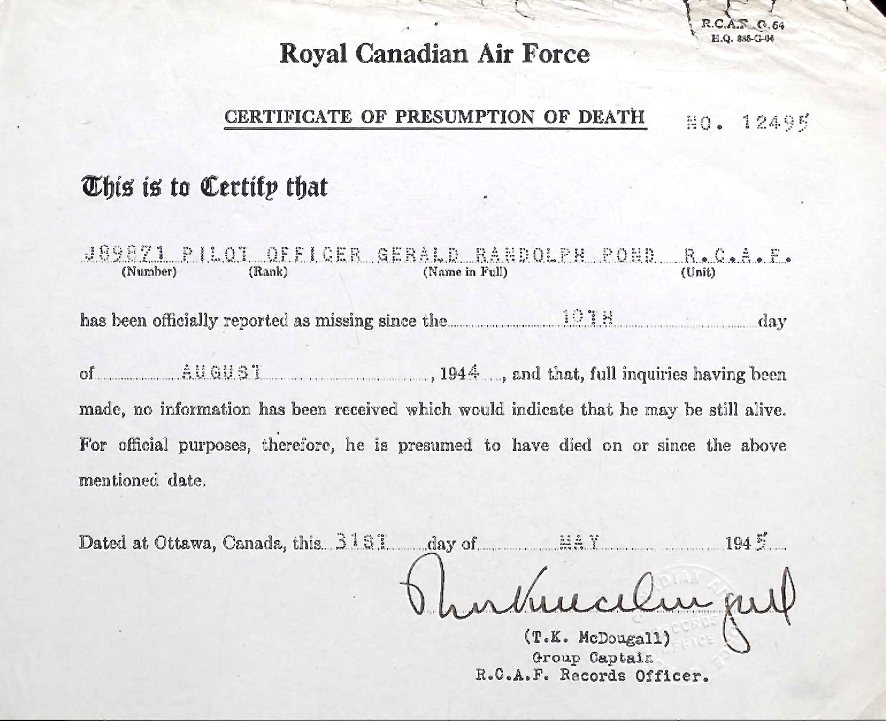 R.C.A.F. G. 64
H.Q. 885-G-64
Royal Canadian Air Force
CERTIFICATE OF PRESUMPTION OF DEATH NO. 12495
This is to Certify that
J89871 PILOT OFFICER GERALD RANDOLPH POND R.C.A.F.
(Number) (Rank) (Name in Full) (Unit)
has been officially reported as missing since the 10TH day
of AUGUST, 1944, and that, full inquiries having been
made, no information has been received which would indicate that he may be still alive.
For official purposes, therefore, he is presumed to have died on or since the above
mentioned date.
Dated at Ottawa, Canada, this 31ST day of MAY 1945
(T.K. McDougall)
Group Captain
R.C.A.F. Records Officer.